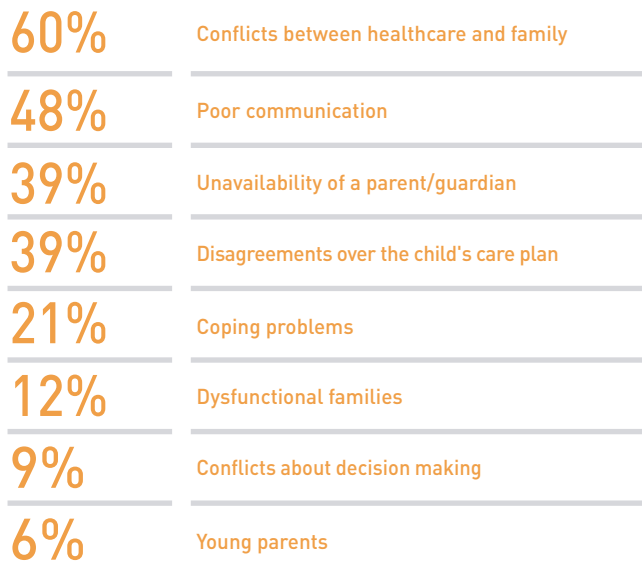 60% Conflicts between healthcare and family
48% Poor communication
39% Unavailability of a parent/guardian
39% Disagreements over the child's care plan
21% Coping problems
12% Dysfunctional families
9% Conflicts about decision making
6% Young parents